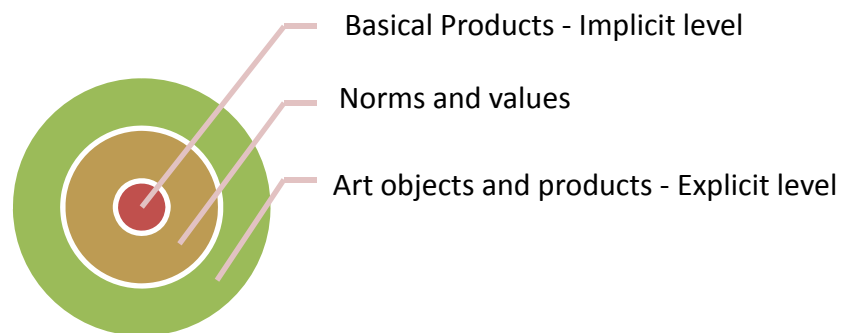 Basical Products - Implicit level
Norms and values
Art objects and products - Explicit level